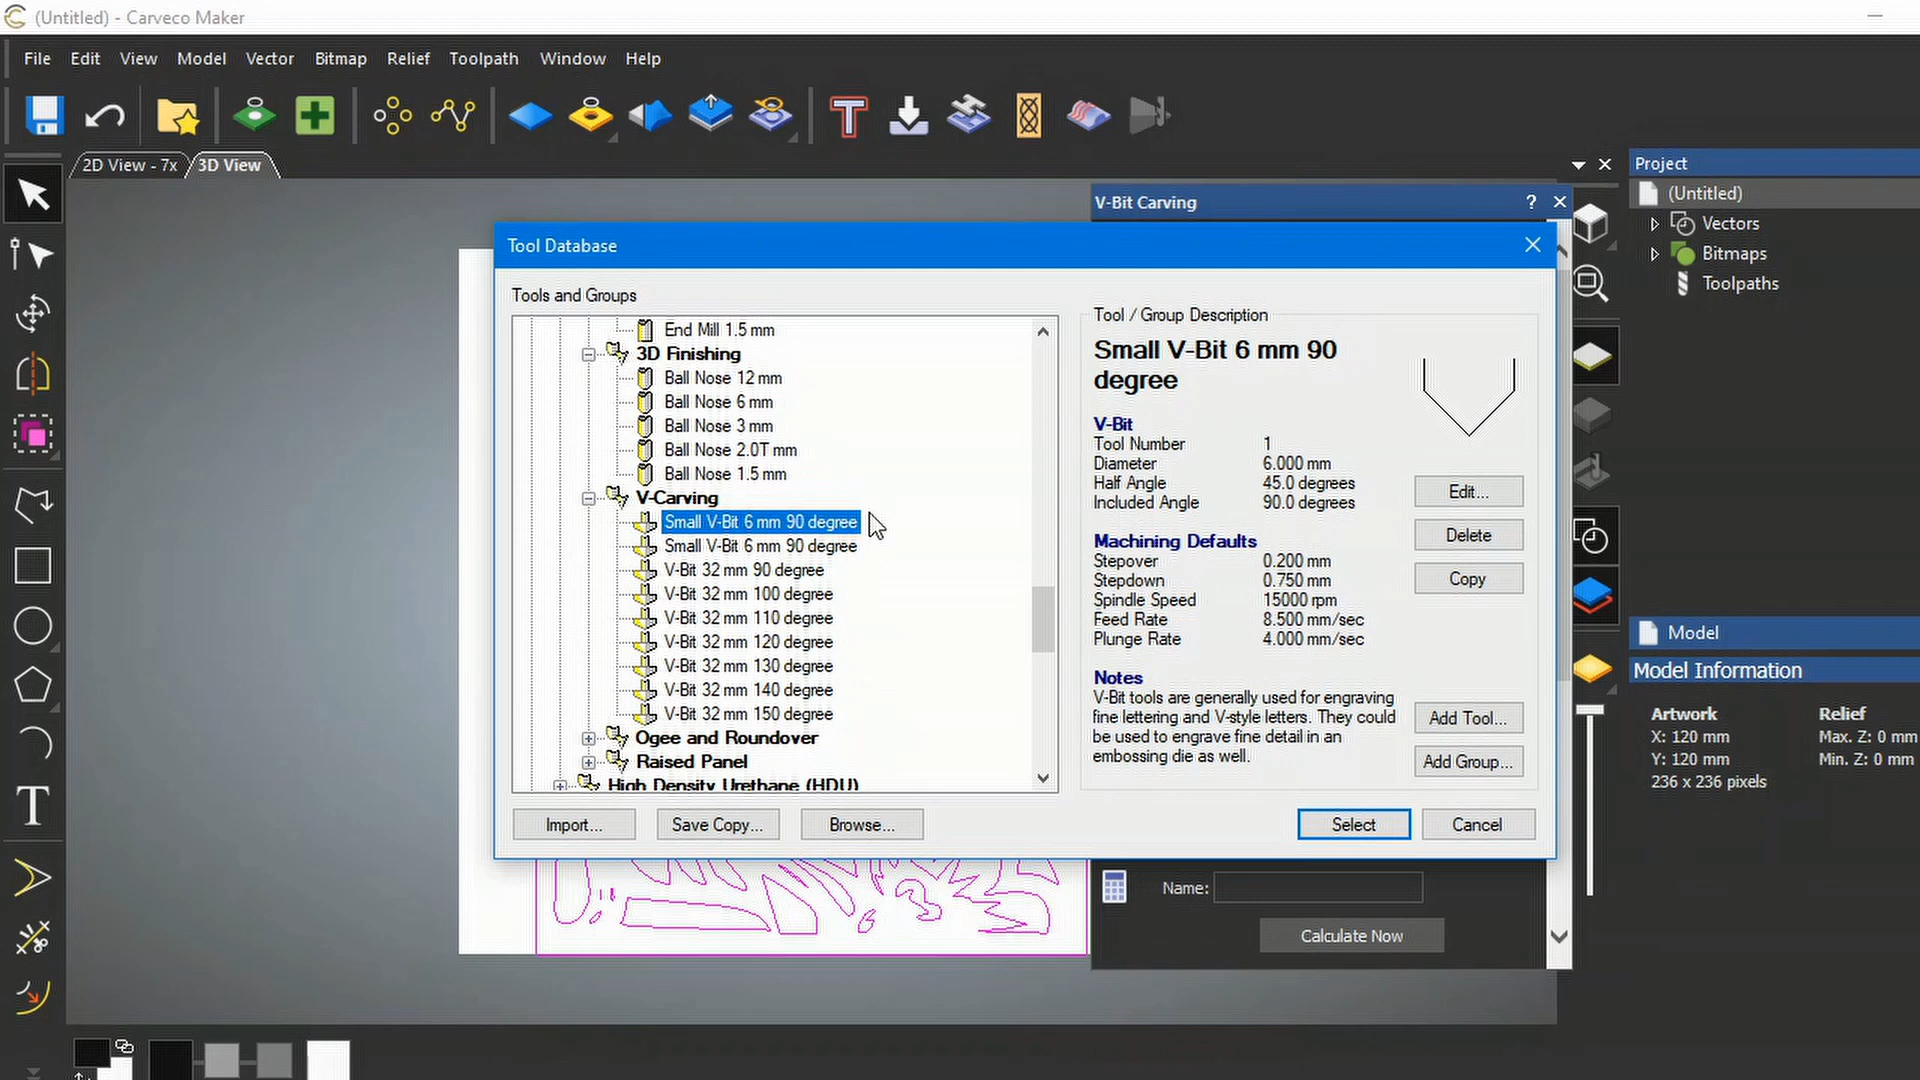 (Untitled) - Carveco Maker
File Edit View Model Vector Bitmap Relief Toolpath Window Help
2D View - 7x
3D View
V-Bit Carving
?
Tool Database
Tools and Groups
End Mill 1.5 mm
3D Finishing
Ball Nose 12 mm
Ball Nose 6 mm
Ball Nose 3 mm
Ball Nose 2.0T mm
Ball Nose 1.5 mm
V-Carving
Small V-Bit 6 mm 90 degree
Small V-Bit 6 mm 90 degree
V-Bit 32 mm 90 degree
V-Bit 32 mm 100 degree
V-Bit 32 mm 110 degree
V-Bit 32 mm 120 degree
V-Bit 32 mm 130 degree
V-Bit 32 mm 140 degree
V-Bit 32 mm 150 degree
Ogee and Roundover
Raised Panel
High Density Urethane (HDU)
Import...
Save Copy...
Browse...
Tool / Group Description
Small V-Bit 6 mm 90
degree
V-Bit
Tool Number 1
Diameter 6.000 mm
Half Angle 45.0 degrees
Included Angle 90.0 degrees
Machining Defaults
Stepover 0.200 mm
Stepdown 0.750 mm
Spindle Speed 15000 rpm
Feed Rate 8.500 mm/sec
Plunge Rate 4.000 mm/sec
Notes
V-Bit tools are generally used for engraving
fine lettering and V-style letters. They could
be used to engrave fine detail in an
embossing die as well.
Edit...
Delete
Copy
Add Tool...
Add Group...
Select
Cancel
Name:
Calculate Now
Project
(Untitled)
Vectors
Bitmaps
Toolpaths
Model
Model Information
Artwork Relief
X: 120 mm Max. Z: 0 mm
Y: 120 mm Min. Z: 0 mm
236 x 236 pixels